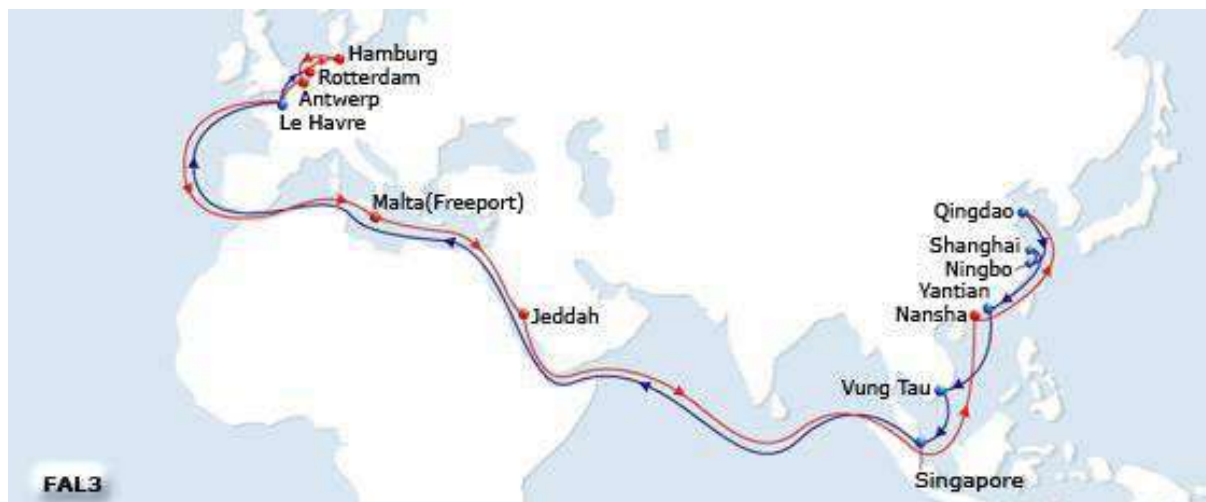 Hamburg
Rotterdam
Antwerp
Le Havre
Malta(Freeport)
Qingdao
Shanghai
Ningbo
Yantian
Nansha
Jeddah
Vung Tau
Singapore
FAL3